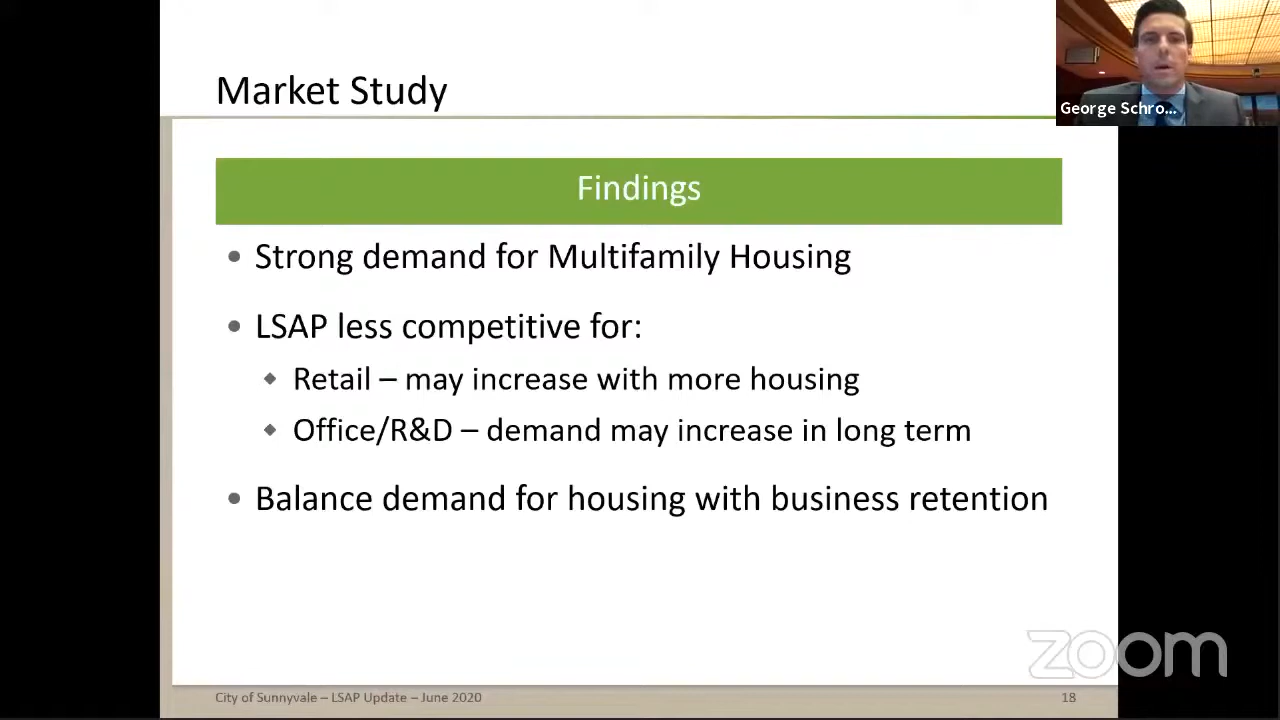 Market Study
George Schro...
Findings
• Strong demand for Multifamily Housing
• LSAP less competitive for:
◆ Retail – may increase with more housing
◆ Office/R&D – demand may increase in long term
• Balance demand for housing with business retention
zoom
City of Sunnyvale – LSAP Update – June 2020
18